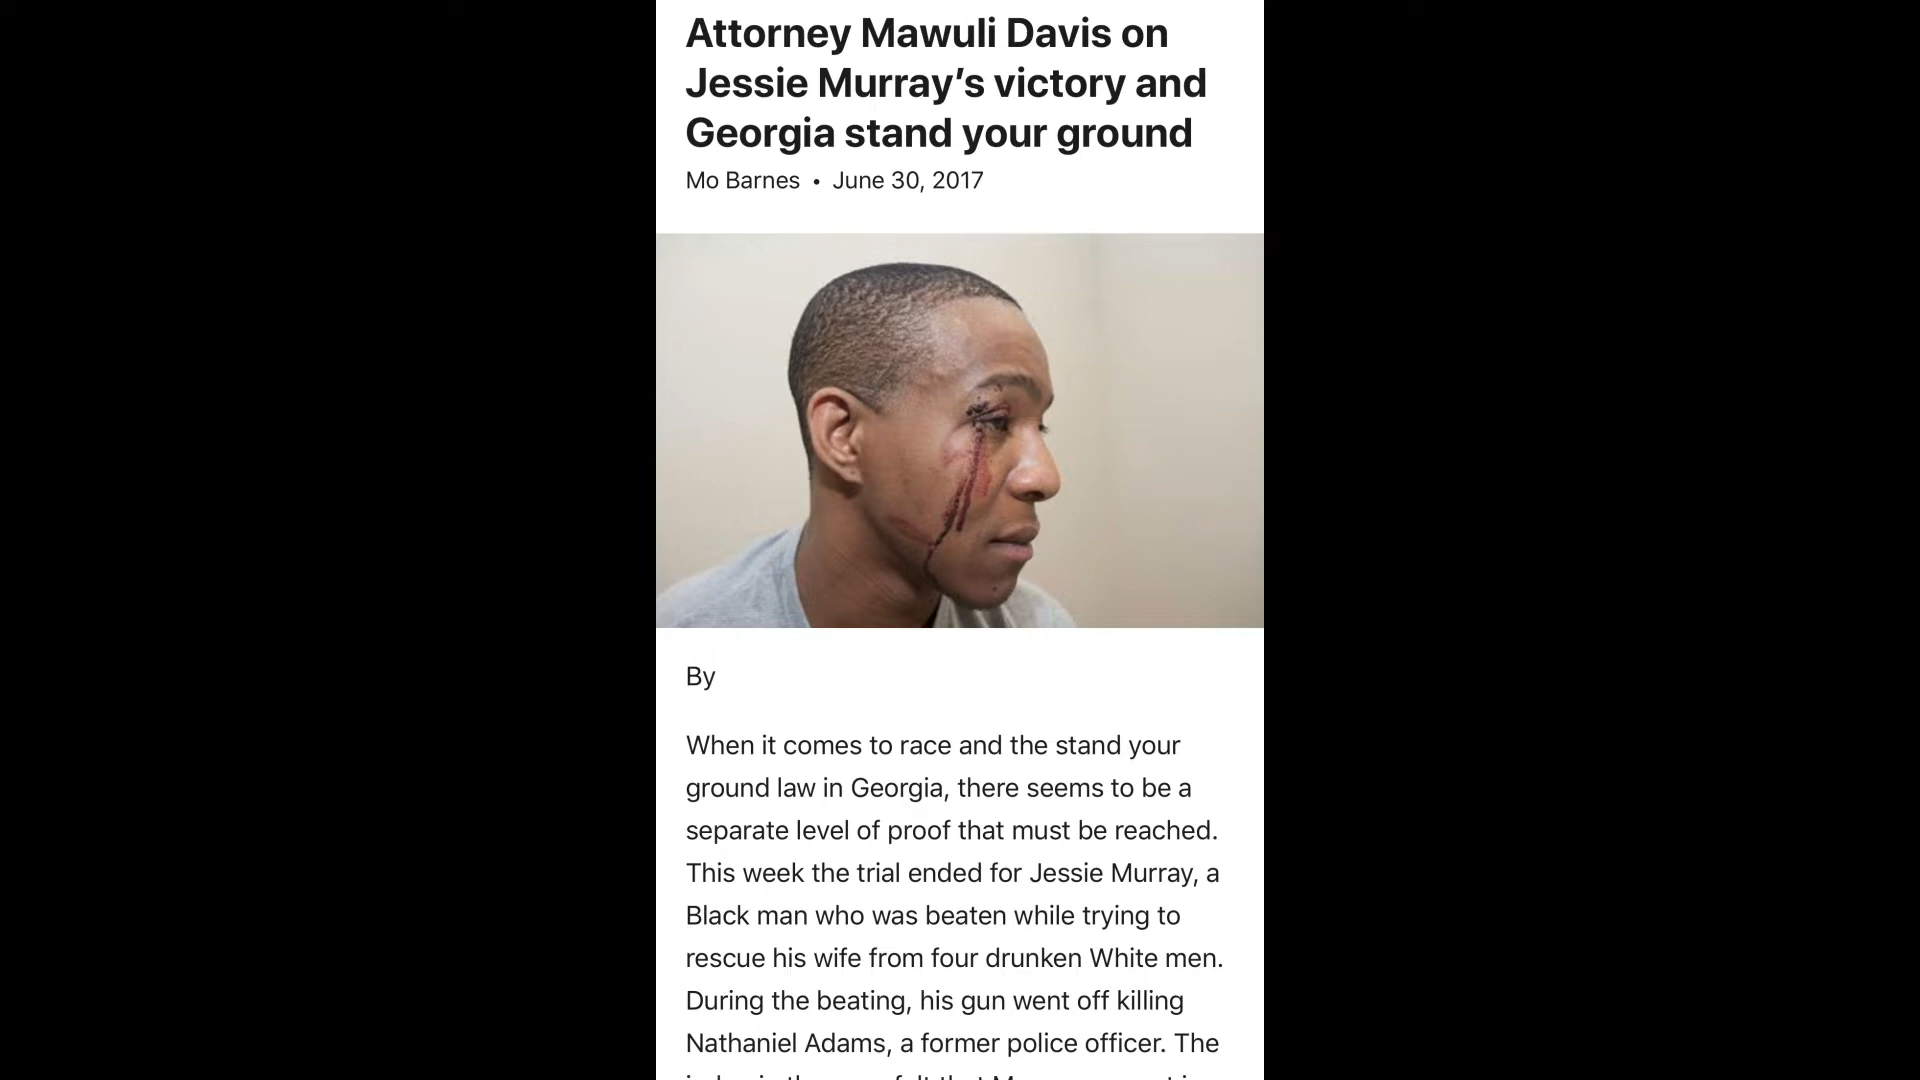 Attorney Mawuli Davis on
Jessie Murray’s victory and
Georgia stand your ground
Mo Barnes • June 30, 2017
By
When it comes to race and the stand your
ground law in Georgia, there seems to be a
separate level of proof that must be reached.
This week the trial ended for Jessie Murray, a
Black man who was beaten while trying to
rescue his wife from four drunken White men.
During the beating, his gun went off killing
Nathaniel Adams, a former police officer. The